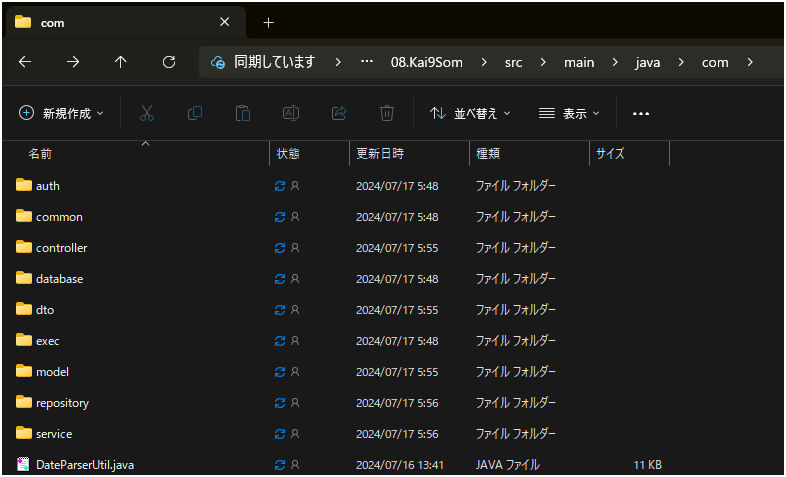 com
同期しています 08.Kai9Som src main java com
新規作成 並べ替え 表示
名前 状態 更新日時 種類 サイズ
auth 2024/07/17 5:48 ファイル フォルダー
common 2024/07/17 5:48 ファイル フォルダー
controller 2024/07/17 5:55 ファイル フォルダー
database 2024/07/17 5:48 ファイル フォルダー
dto 2024/07/17 5:55 ファイル フォルダー
exec 2024/07/17 5:48 ファイル フォルダー
model 2024/07/17 5:55 ファイル フォルダー
repository 2024/07/17 5:56 ファイル フォルダー
service 2024/07/17 5:56 ファイル フォルダー
DateParserUtil.java 2024/07/16 13:41 JAVA ファイル 11 KB